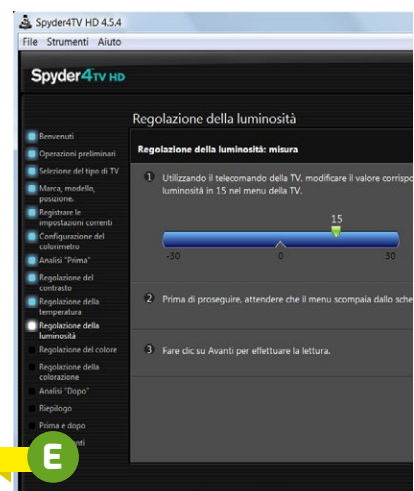 Spyder4TV HD 4.5.4
File Strumenti Aiuto
Spyder4TV HD
Regolazione della luminosità
Benvenuti
Operazioni preliminari
Selezione del tipo di TV
Marca, modello,
posizione.
Registrare le
impostazioni correnti
Configurazione del
colorimetro
Analisi "Prima"
Regolazione del
contrasto
Regolazione della
temperatura
Regolazione della
luminosità
Regolazione del colore
Regolazione della
colorazione
Analisi "Dopo"
Riepilogo
Prima e dopo
Regolazione della luminosità: misura
1 Utilizzando il telecomando della TV, modificare il valore corrispo
luminosità in 15 nel menu della TV.
15
-30 0 30
2 Prima di proseguire, attendere che il menu scompaia dallo sche
3 Fare clic su Avanti per effettuare la lettura.
E